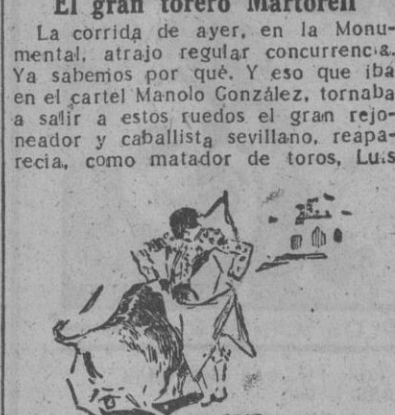 El gran torero Martorell
La corrida de ayer, en la Monu-
mental, atrajo regular concurrencia.
Ya sabemos por qué. Y eso que iba
en el cartel Manolo González, tornaba
a salir a estos ruedos el gran rejo-
neador y caballista sevillano, reapa-
recía, como matador de toros, Luis